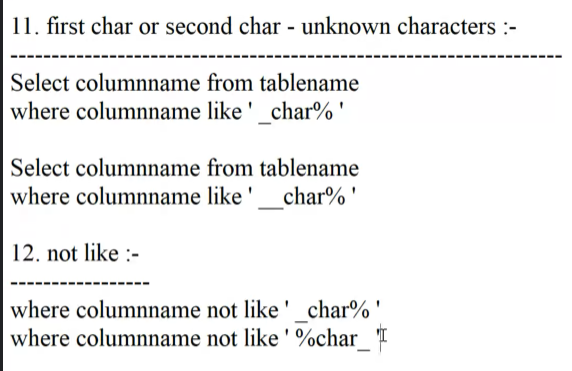 11. first char or second char - unknown characters :-
------------------------------------------------------------------
Select columnname from tablename
where columnname like ' _char% '
Select columnname from tablename
where columnname like ' __char% '
12. not like :-
-----------------
where columnname not like ' _char% '
where columnname not like ' %char_ '